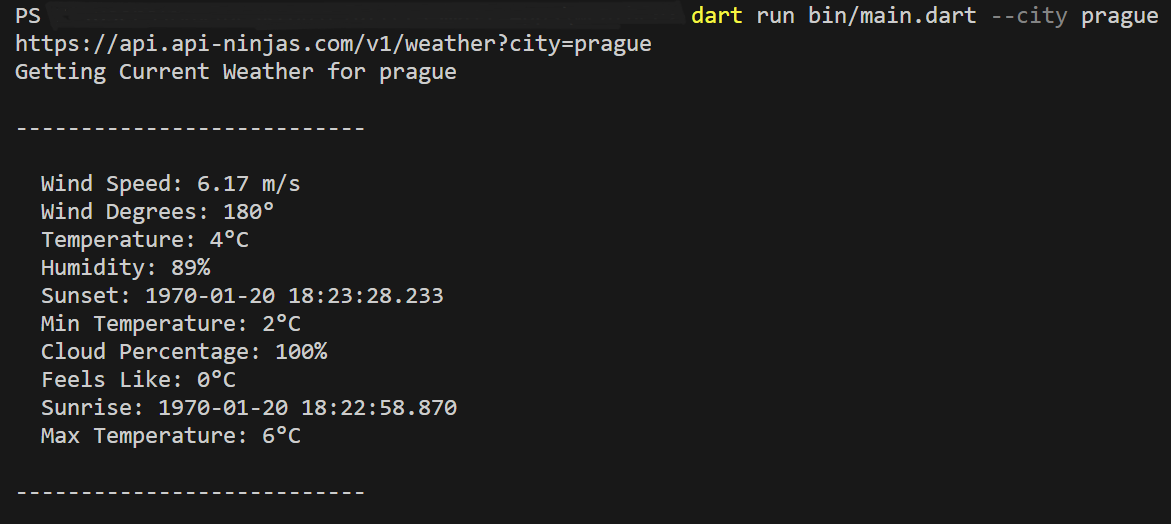 PS dart run bin/main.dart --city prague
https://api.api-ninjas.com/v1/weather?city=prague
Getting Current Weather for prague
---------------------------
Wind Speed: 6.17 m/s
Wind Degrees: 180°
Temperature: 4°C
Humidity: 89%
Sunset: 1970-01-20 18:23:28.233
Min Temperature: 2°C
Cloud Percentage: 100%
Feels Like: 0°C
Sunrise: 1970-01-20 18:22:58.870
Max Temperature: 6°C
---------------------------